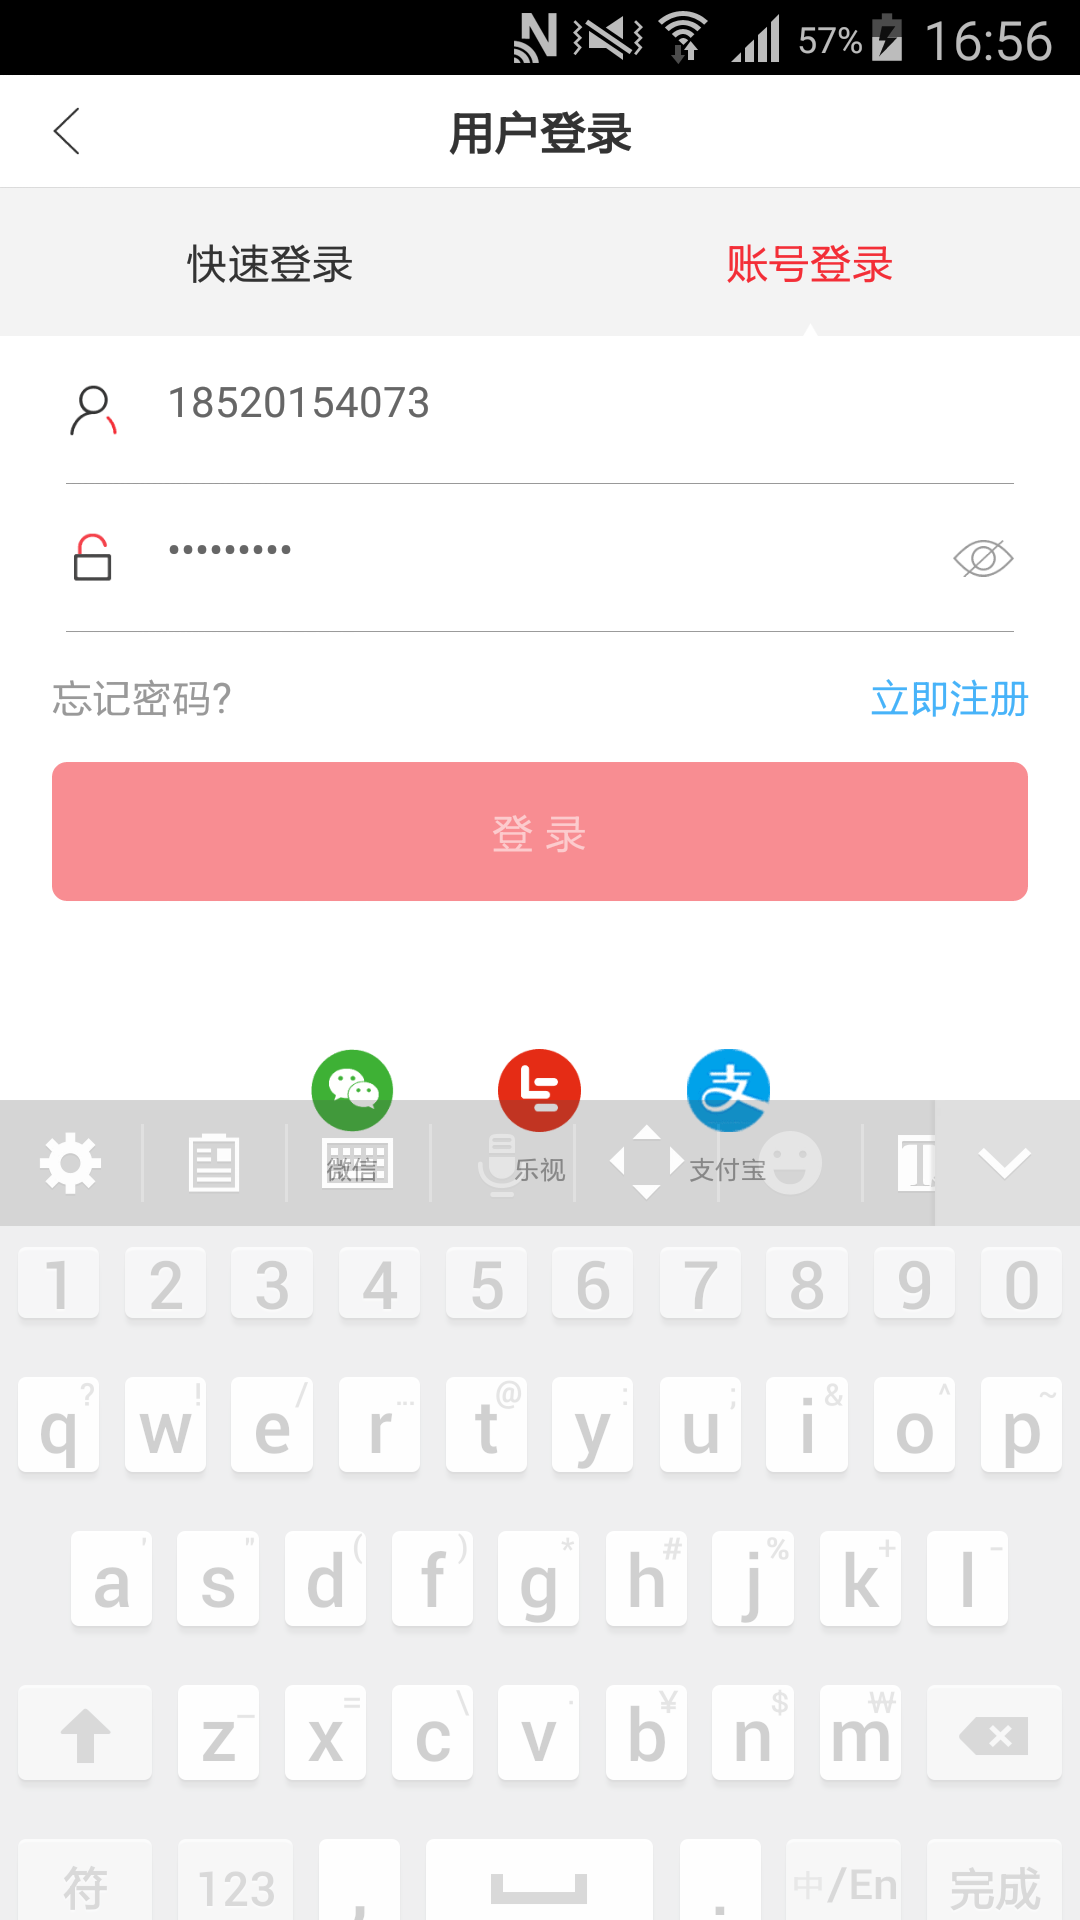 57% 16:56
用户登录
快速登录 账号登录
18520154073
•••••••••
忘记密码? 立即注册
登 录
微信 乐视 支付宝
1 2 3 4 5 6 7 8 9 0
? ! / … @ : ; & ^ ~
q w e r t y u i o p
' " ( ) * # % + −
a s d f g h j k l
_ = \ · ¥ $ ₩
z x c v b n m
符 123 , . 中/En 完成